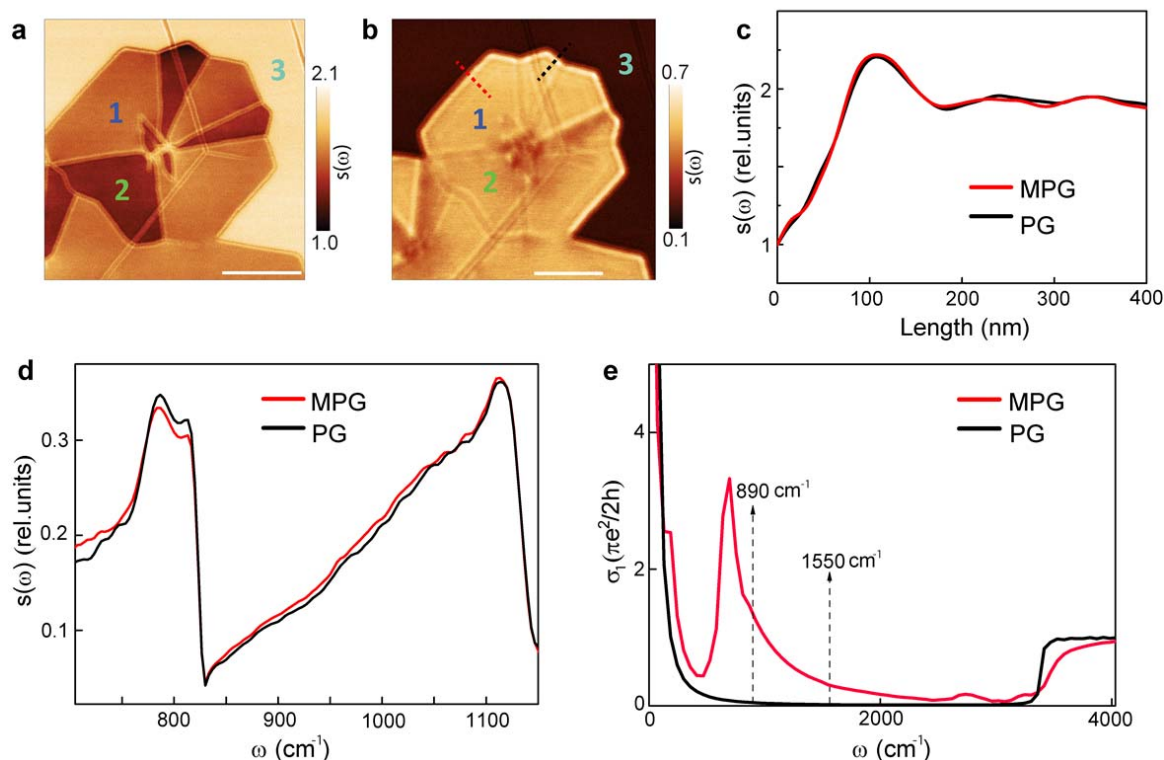 a
2.1
s(ω)
1.0
1
2
3
b
0.7
s(ω)
0.1
1
2
3
c
s(ω) (rel.units)
2
1
MPG
PG
0
100
200
300
400
Length (nm)
d
s(ω) (rel.units)
0.3
0.2
0.1
MPG
PG
800
900
1000
1100
ω (cm⁻¹)
e
σ₁(πe²/2h)
4
2
0
MPG
PG
890 cm⁻¹
1550 cm⁻¹
0
2000
4000
ω (cm⁻¹)